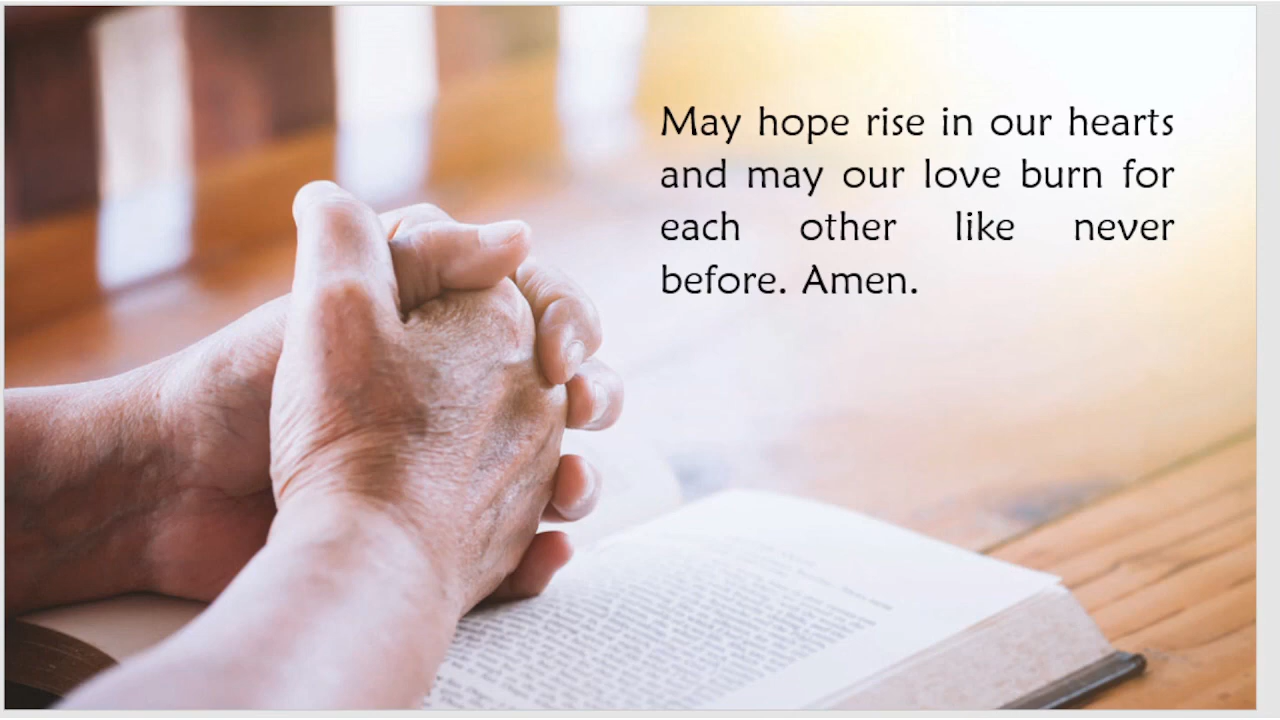 May hope rise in our hearts
and may our love burn for
each other like never
before. Amen.